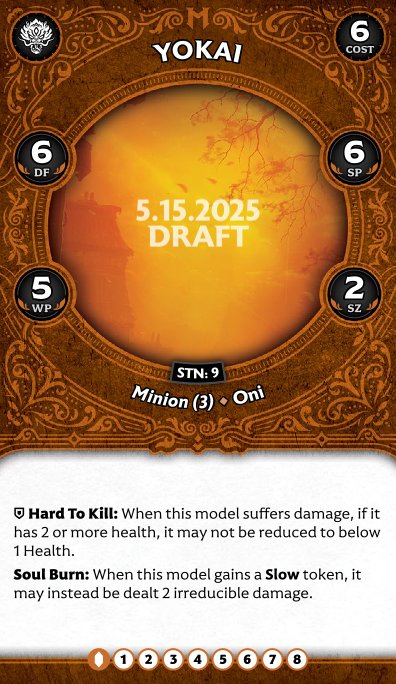 YOKAI
6
COST
6
DF
6
SP
5.15.2025
DRAFT
5
WP
2
SZ
STN: 9
Minion (3) ♦ Oni
Hard To Kill: When this model suffers damage, if it
has 2 or more health, it may not be reduced to below
1 Health.
Soul Burn: When this model gains a Slow token, it
may instead be dealt 2 irreducible damage.
1 2 3 4 5 6 7 8